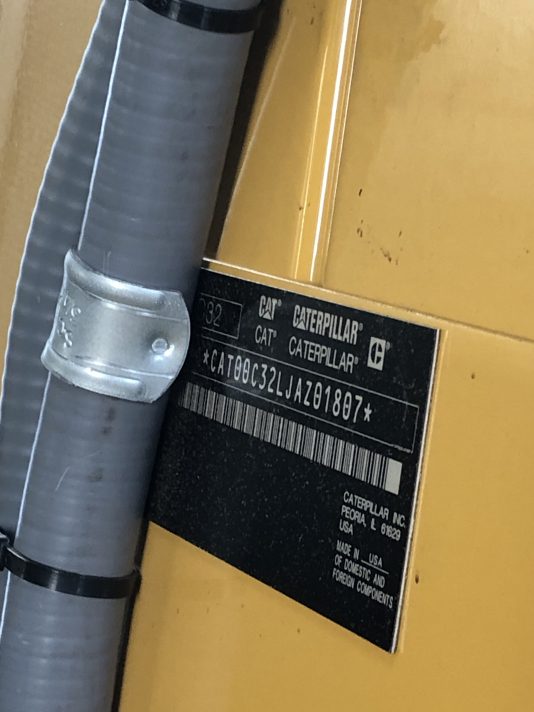 C32
CAT® CATERPILLAR®
CAT® CATERPILLAR®
*CAT00C32LJAZ01807*
CATERPILLAR INC.
PEORIA, IL 61629
USA
MADE IN USA
OF DOMESTIC AND
FOREIGN COMPONENTS